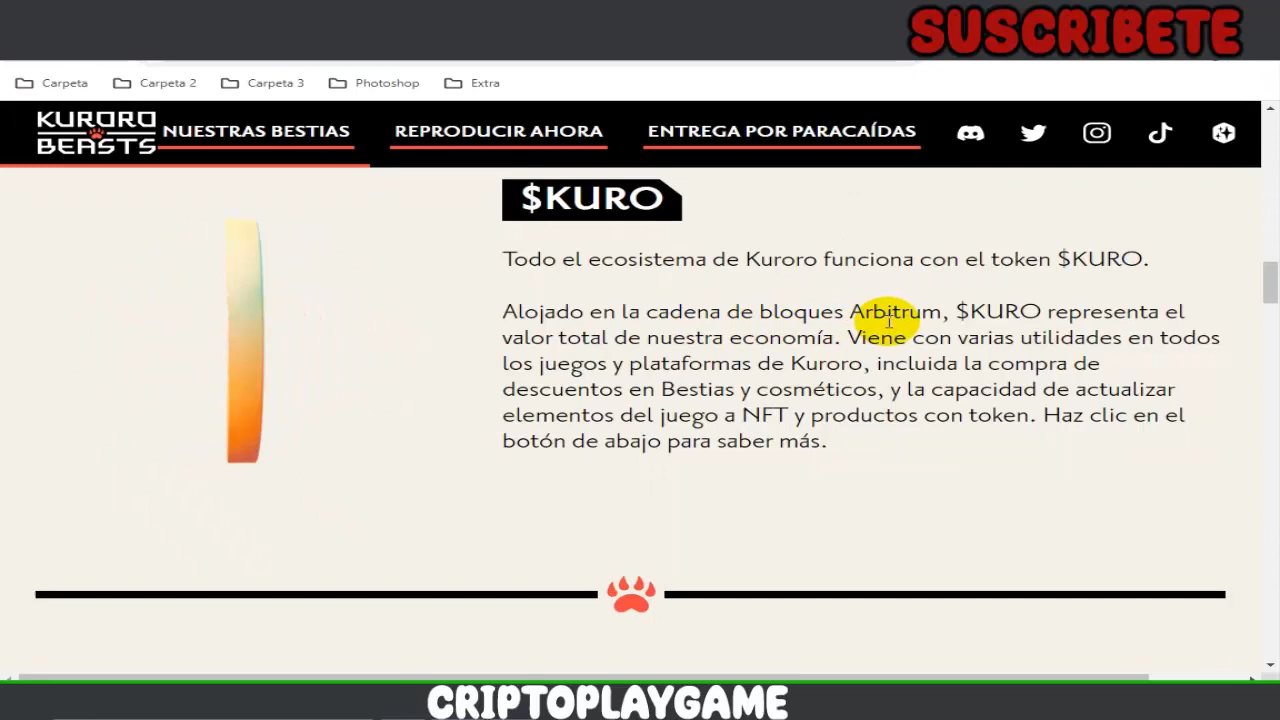 SUSCRIBETE
Carpeta Carpeta 2 Carpeta 3 Photoshop Extra
KURORO
BEASTS
NUESTRAS BESTIAS REPRODUCIR AHORA ENTREGA POR PARACAÍDAS
$KURO
Todo el ecosistema de Kuroro funciona con el token $KURO.
Alojado en la cadena de bloques Arbitrum, $KURO representa el
valor total de nuestra economía. Viene con varias utilidades en todos
los juegos y plataformas de Kuroro, incluida la compra de
descuentos en Bestias y cosméticos, y la capacidad de actualizar
elementos del juego a NFT y productos con token. Haz clic en el
botón de abajo para saber más.
CRIPTOPLAYGAME